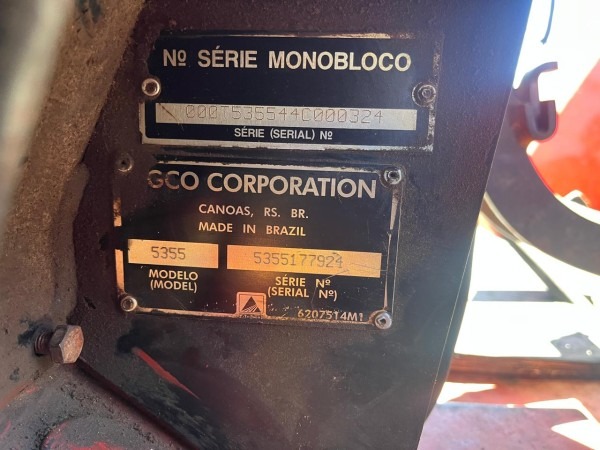 Nº SÉRIE MONOBLOCO
000T535544C000324
SÉRIE (SERIAL) Nº
GCO CORPORATION
CANOAS, RS. BR.
MADE IN BRAZIL
5355 5355177924
MODELO SÉRIE Nº
(MODEL) (SERIAL Nº)
6207514M1